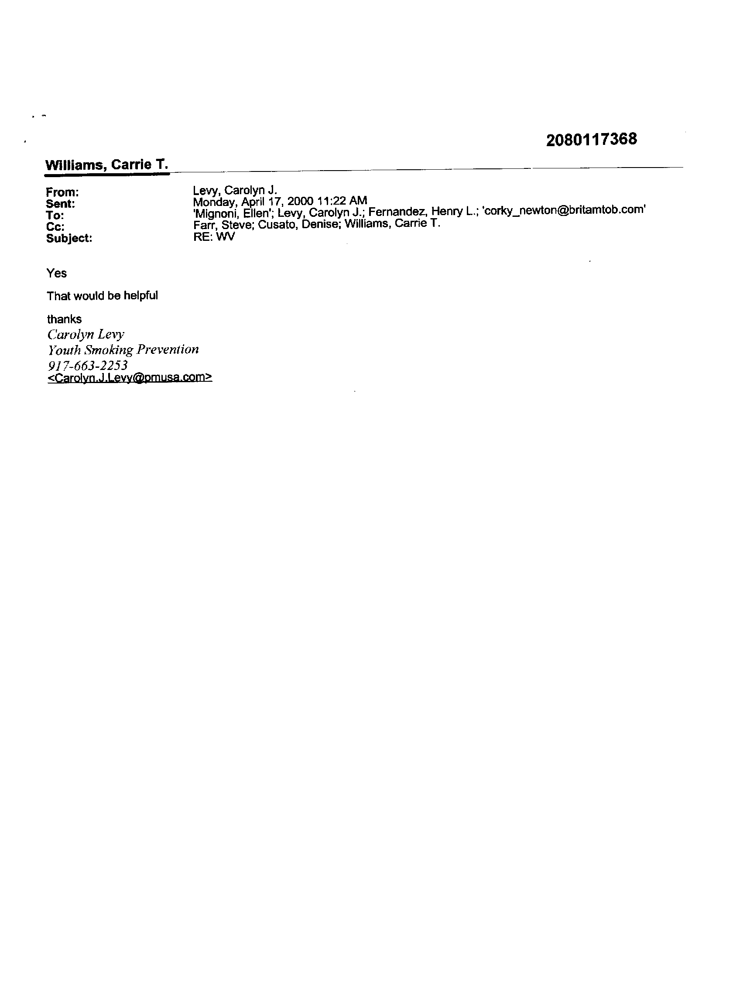 2080117368
Williams, Carrie T.
From: Levy, Carolyn J.
Sent: Monday, April 17, 2000 11:22 AM
To: 'Mignoni, Ellen'; Levy, Carolyn J.; Fernandez, Henry L.; 'corky_newton@britamtob.com'
Cc: Farr, Steve; Cusato, Denise; Williams, Carrie T.
Subject: RE: WV
Yes
That would be helpful
thanks
Carolyn Levy
Youth Smoking Prevention
917-663-2253
<Carolyn.J.Levy@pmusa.com>